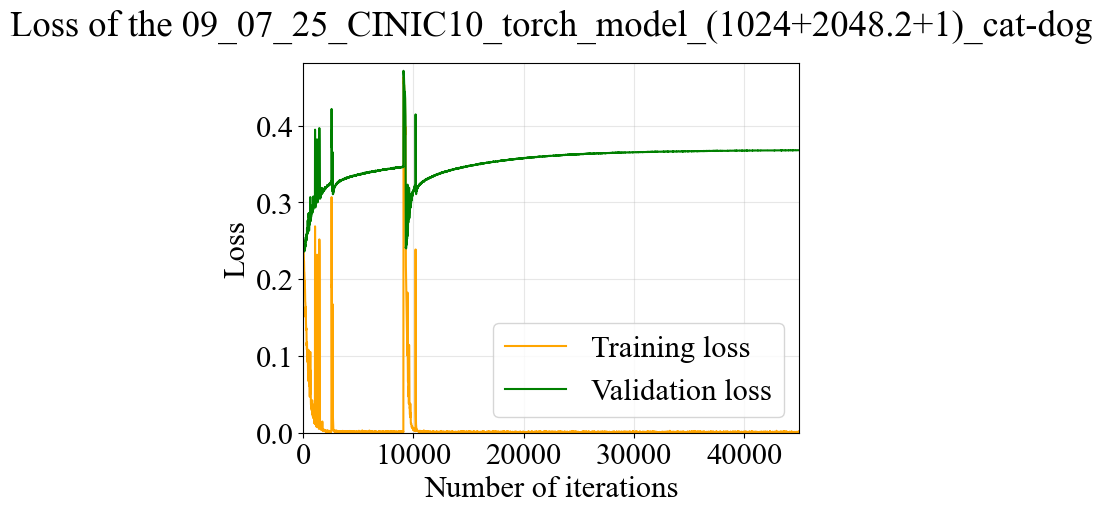 Loss of the 09_07_25_CINIC10_torch_model_(1024+2048.2+1)_cat-dog
0.4
0.3
0.2
0.1
0.0
Loss
Training loss
Validation loss
0 10000 20000 30000 40000
Number of iterations